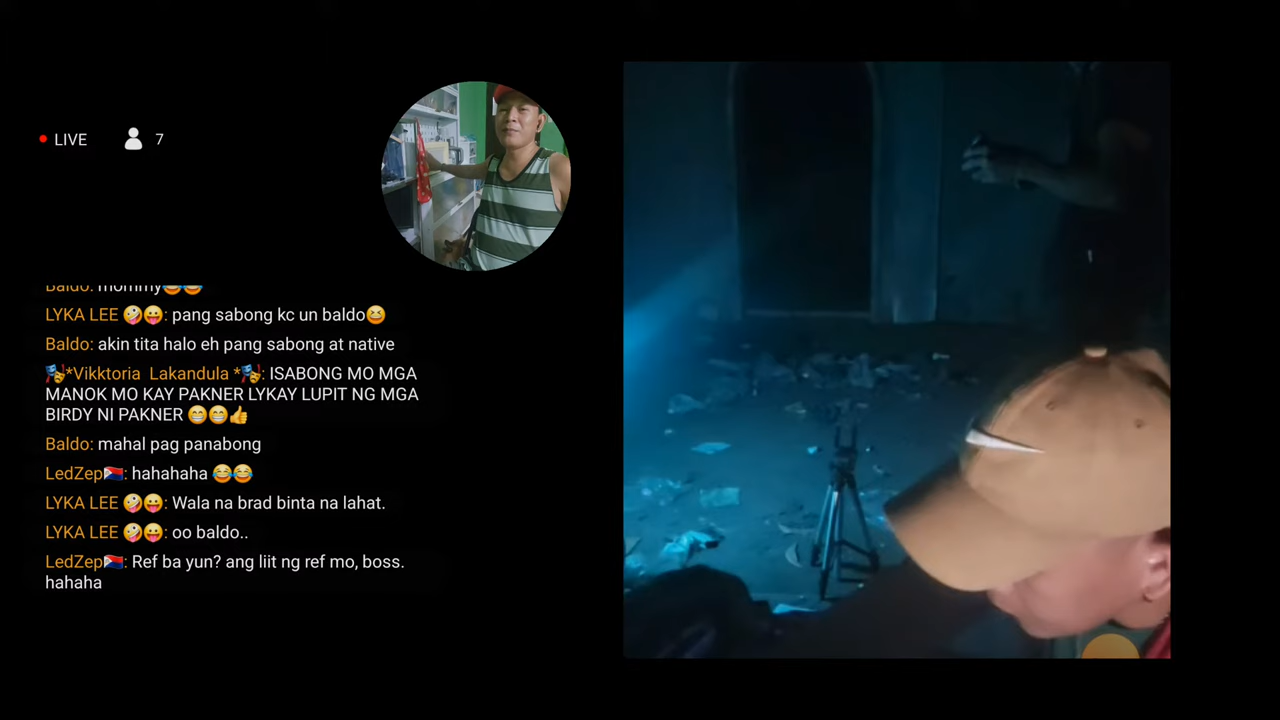 LIVE 7
Baldo: mommy😂😂
LYKA LEE 🤪😛: pang sabong kc un baldo😆
Baldo: akin tita halo eh pang sabong at native
🎭*Vikktoria Lakandula *🎭: ISABONG MO MGA
MANOK MO KAY PAKNER LYKAY LUPIT NG MGA
BIRDY NI PAKNER 😁😁👍
Baldo: mahal pag panabong
LedZep🇵🇭: hahahaha 😂😂
LYKA LEE 🤪😛: Wala na brad binta na lahat.
LYKA LEE 🤪😛: oo baldo..
LedZep🇵🇭: Ref ba yun? ang liit ng ref mo, boss.
hahaha